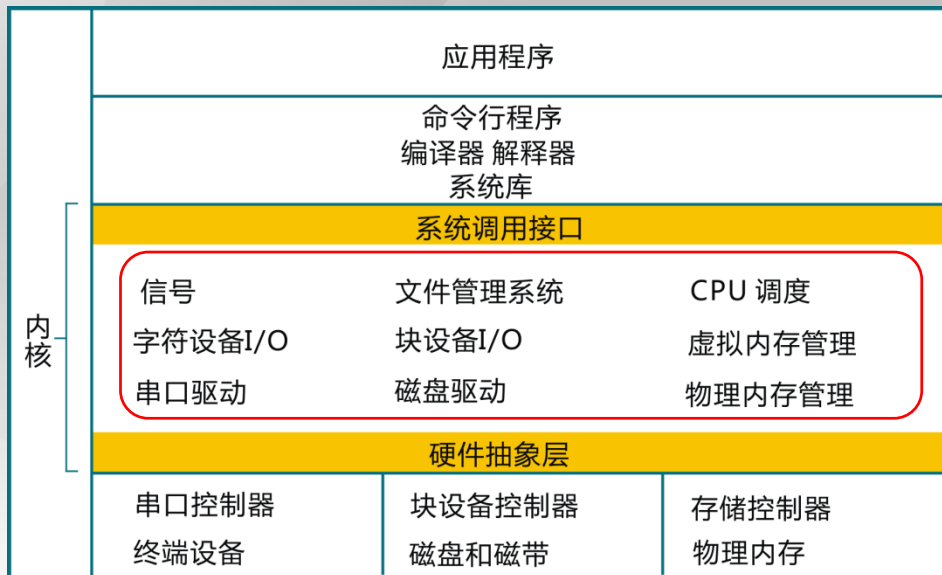 应用程序
命令行程序
编译器 解释器
系统库
系统调用接口
内核
信号 文件管理系统 CPU 调度
字符设备I/O 块设备I/O 虚拟内存管理
串口驱动 磁盘驱动 物理内存管理
硬件抽象层
串口控制器 块设备控制器 存储控制器
终端设备 磁盘和磁带 物理内存